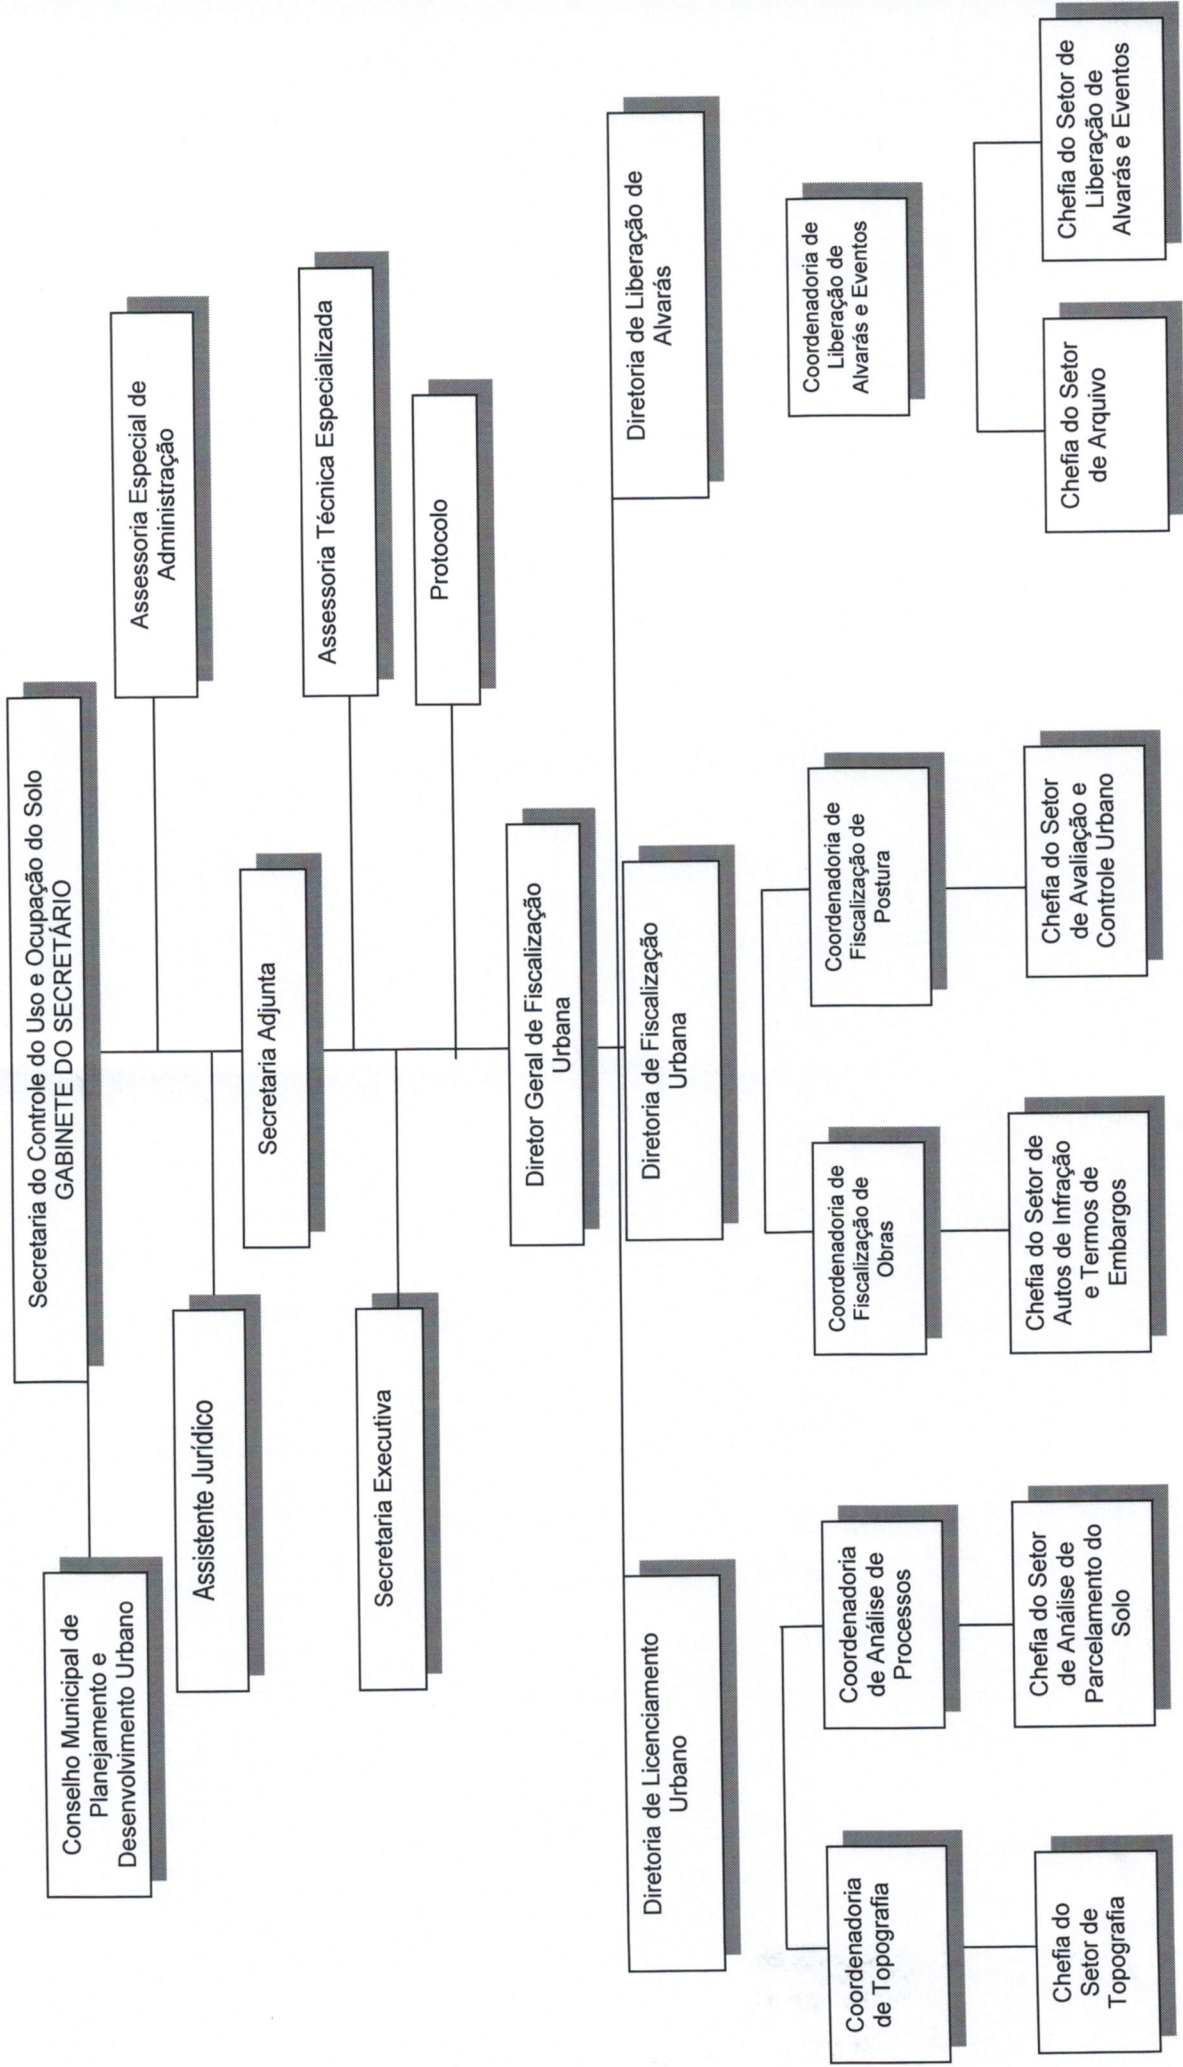 Secretaria do Controle do Uso e Ocupação do Solo
GABINETE DO SECRETÁRIO
Conselho Municipal de
Planejamento e
Desenvolvimento Urbano
Assessoria Especial de
Administração
Assistente Jurídico
Secretaria Adjunta
Assessoria Técnica Especializada
Secretaria Executiva
Protocolo
Diretor Geral de Fiscalização
Urbana
Diretoria de Licenciamento
Urbano
Diretoria de Fiscalização
Urbana
Diretoria de Liberação de
Alvarás
Coordenadoria
de Topografia
Coordenadoria
de Análise de
Processos
Coordenadoria de
Fiscalização de
Obras
Coordenadoria de
Fiscalização de
Postura
Coordenadoria de
Liberação de
Alvarás e Eventos
Chefia do
Setor de
Topografia
Chefia do Setor
de Análise de
Parcelamento do
Solo
Chefia do Setor de
Autos de Infração
e Termos de
Embargos
Chefia do Setor
de Avaliação e
Controle Urbano
Chefia do Setor
de Arquivo
Chefia do Setor de
Liberação de
Alvarás e Eventos